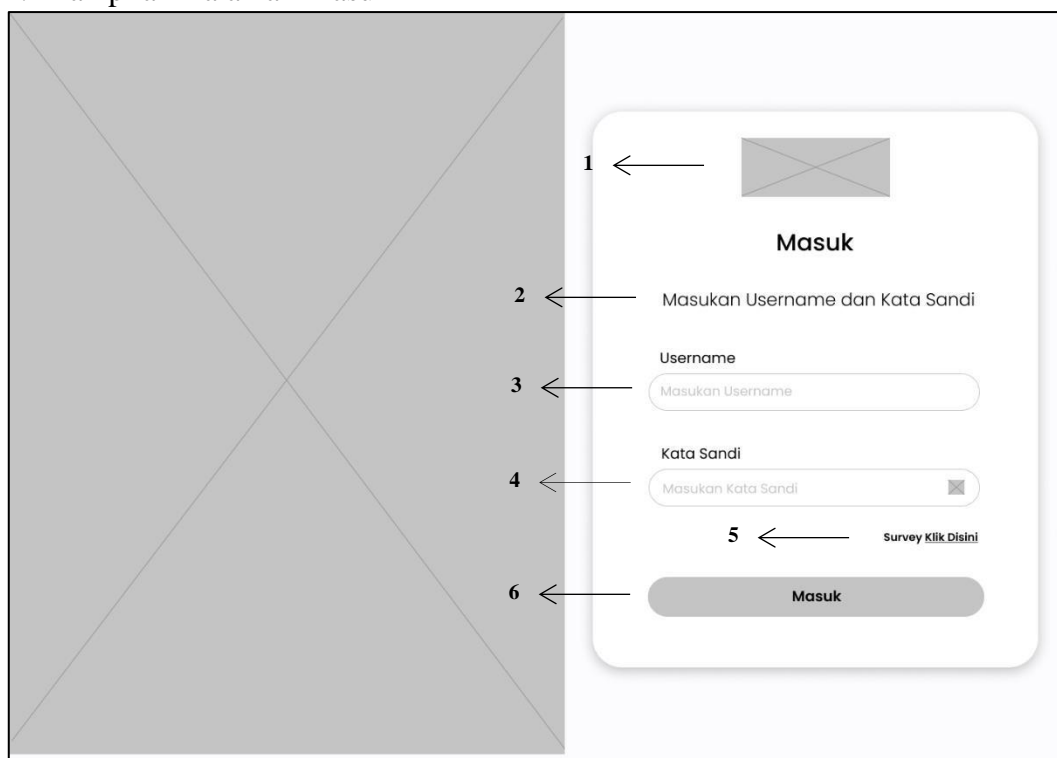 1
Masuk
2 Masukan Username dan Kata Sandi
Username
3 Masukan Username
Kata Sandi
4 Masukan Kata Sandi
5 Survey Klik Disini
6 Masuk